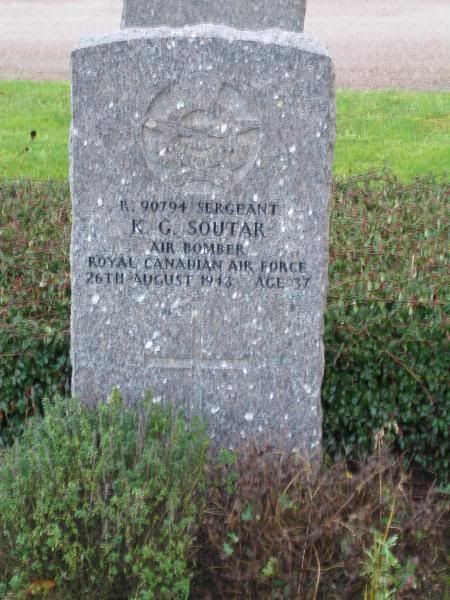 R. 90794 SERGEANT
K. G. SOUTAR
AIR BOMBER
ROYAL CANADIAN AIR FORCE
26TH AUGUST 1943 AGE 37